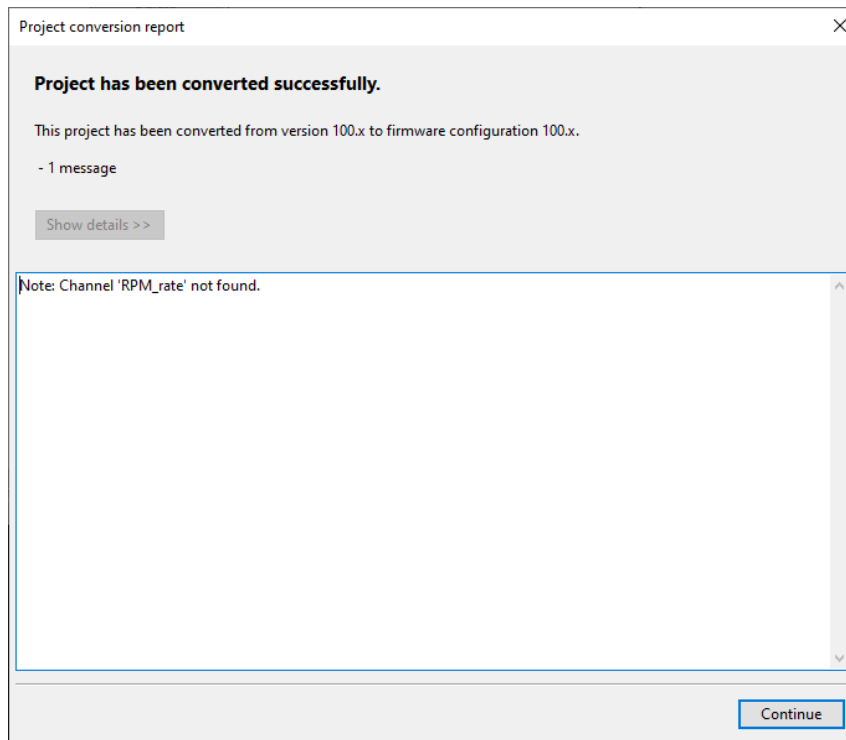 Project conversion report
Project has been converted successfully.
This project has been converted from version 100.x to firmware configuration 100.x.
- 1 message
Show details >>
Note: Channel 'RPM_rate' not found.
Continue